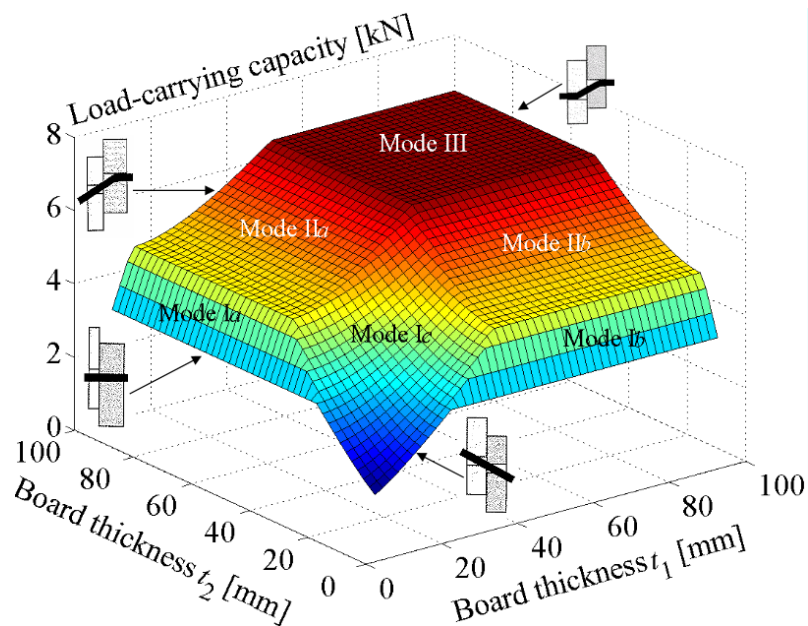 Load-carrying capacity [kN]
8
6
4
2
0
Mode III
Mode IIa
Mode IIb
Mode Ia
Mode Ic
Mode Ib
100
80
60
40
20
0
Board thickness t2 [mm]
0
20
40
60
80
100
Board thickness t1 [mm]